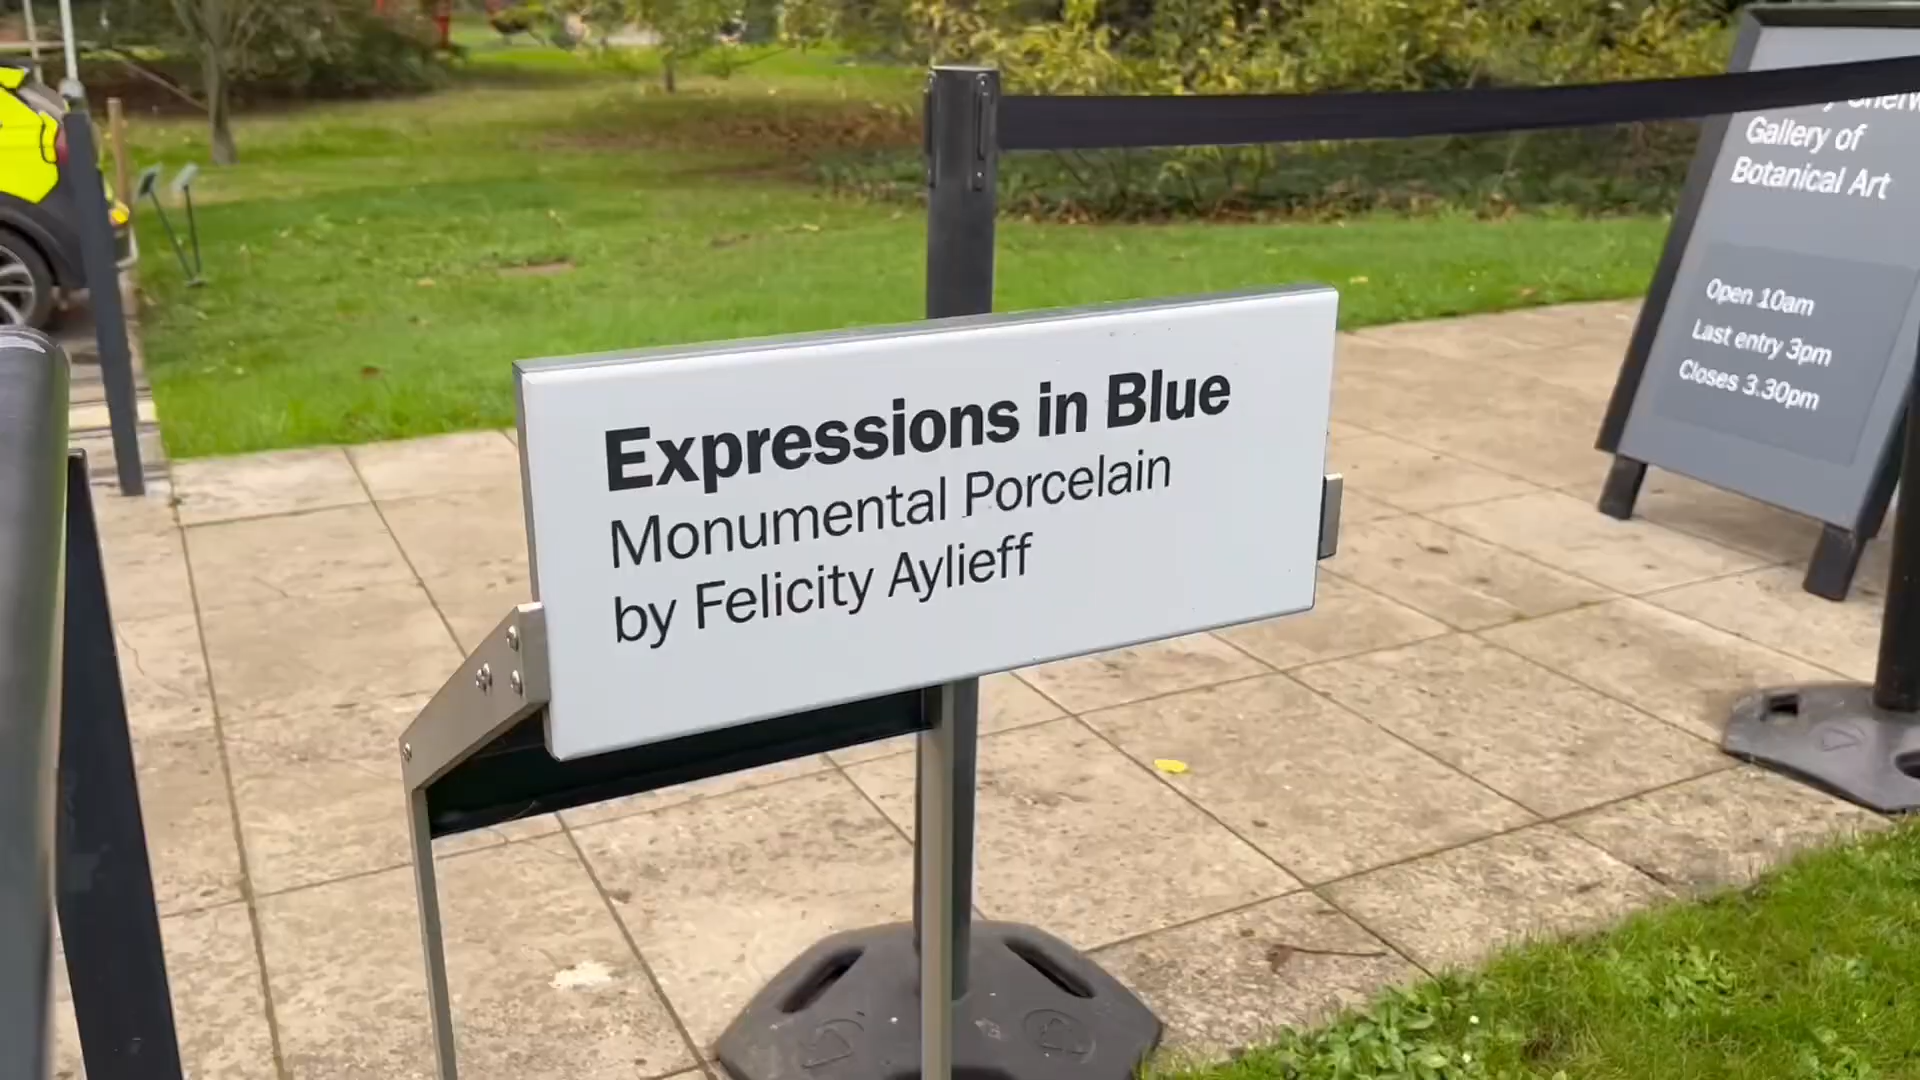 Expressions in Blue
Monumental Porcelain
by Felicity Aylieff
Gallery of
Botanical Art
Open 10am
Last entry 3pm
Closes 3.30pm